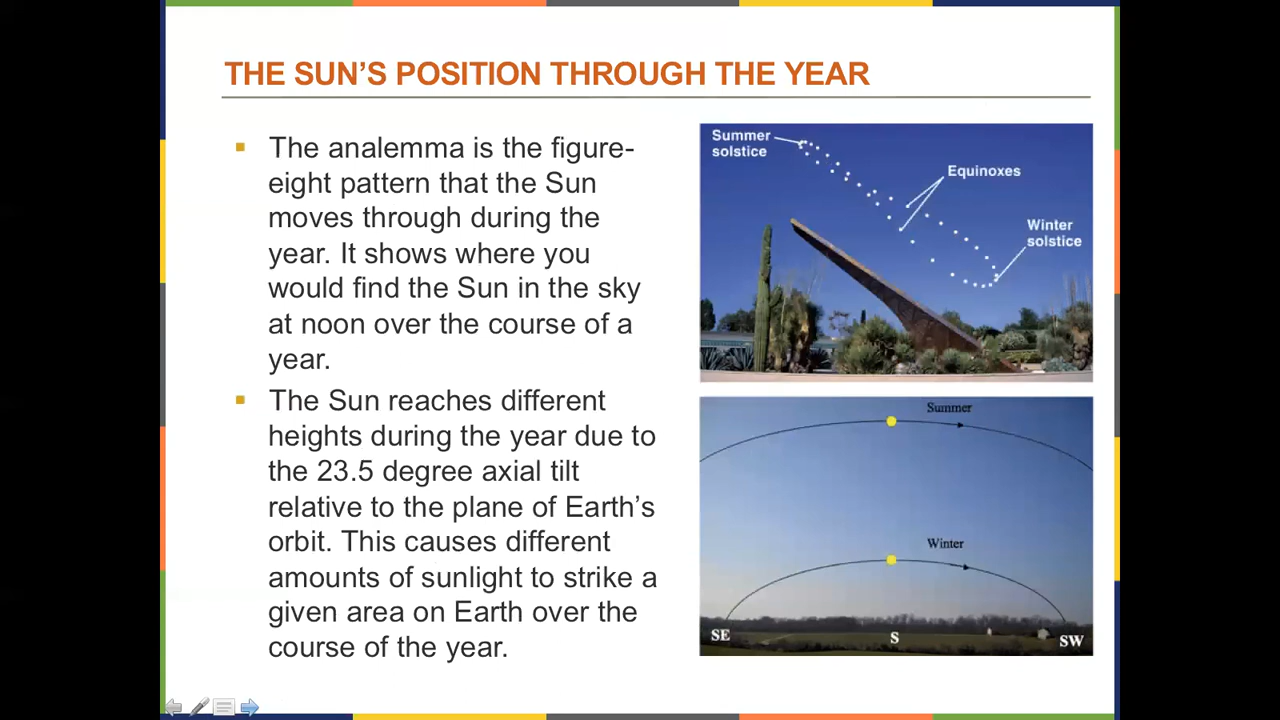 THE SUN’S POSITION THROUGH THE YEAR
The analemma is the figure-
eight pattern that the Sun
moves through during the
year. It shows where you
would find the Sun in the sky
at noon over the course of a
year.
The Sun reaches different
heights during the year due to
the 23.5 degree axial tilt
relative to the plane of Earth’s
orbit. This causes different
amounts of sunlight to strike a
given area on Earth over the
course of the year.
Summer
solstice
Equinoxes
Winter
solstice
Summer
Winter
SE
S
SW